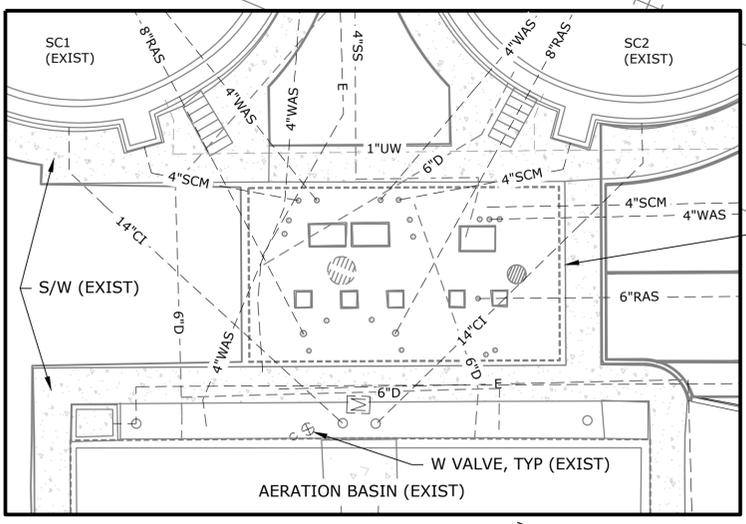 SC1
(EXIST)
8"RAS
4"SS
4"WAS
8"RAS
SC2
(EXIST)
4"WAS
4"WAS
E
1"UW
6"D
4"SCM
4"SCM
4"SCM
4"WAS
14"CI
S/W (EXIST)
6"D
4"WAS
14"CI
6"RAS
6"D
6"D
E
M
C
W VALVE, TYP (EXIST)
AERATION BASIN (EXIST)